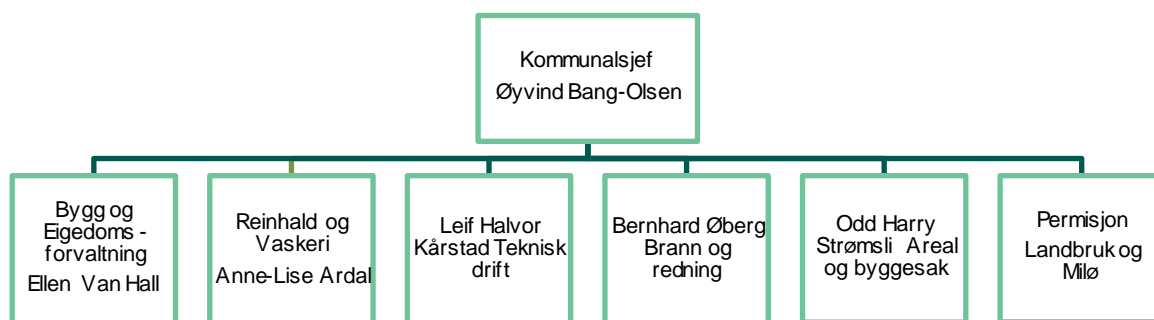 Kommunalsjef
Øyvind Bang-Olsen
Bygg og
Eigedoms -
forvaltning
Ellen Van Hall
Reinhald og
Vaskeri
Anne-Lise Ardal
Leif Halvor
Kårstad Teknisk
drift
Bernhard Øberg
Brann og
redning
Odd Harry
Strømsli Areal
og byggesak
Permisjon
Landbruk og
Milø